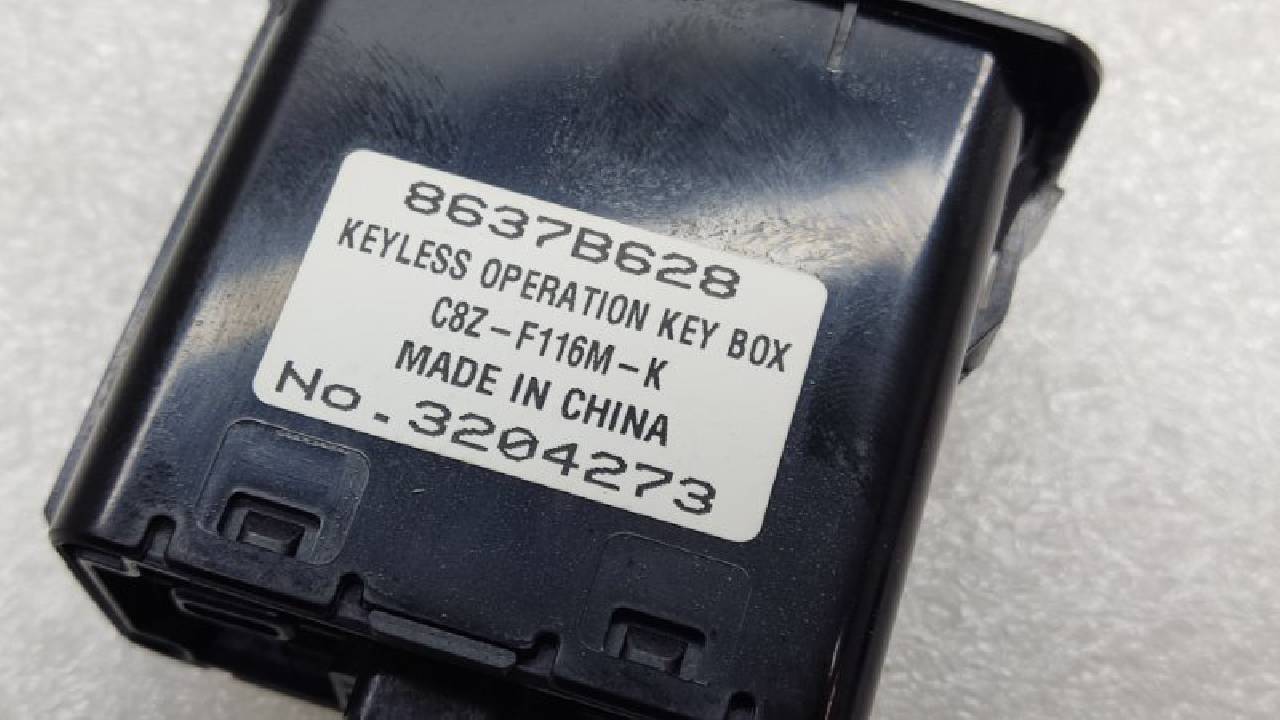 8637B628
KEYLESS OPERATION KEY BOX
C8Z-F116M-K
MADE IN CHINA
No.3204273